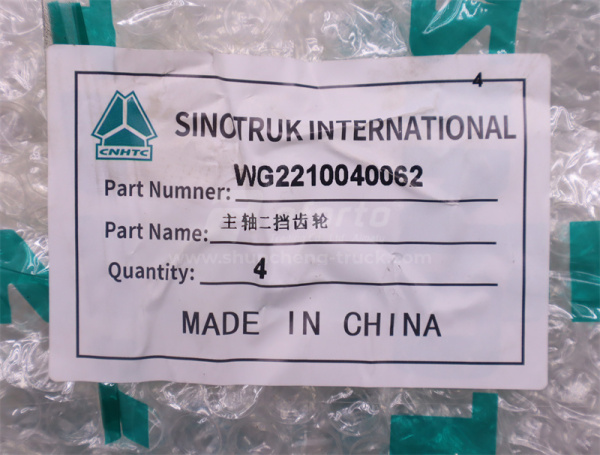 4
SINOTRUK INTERNATIONAL
CNHTC
Part Numner: WG2210040062
Part Name: 主轴二挡齿轮
Quantity: 4
MADE IN CHINA